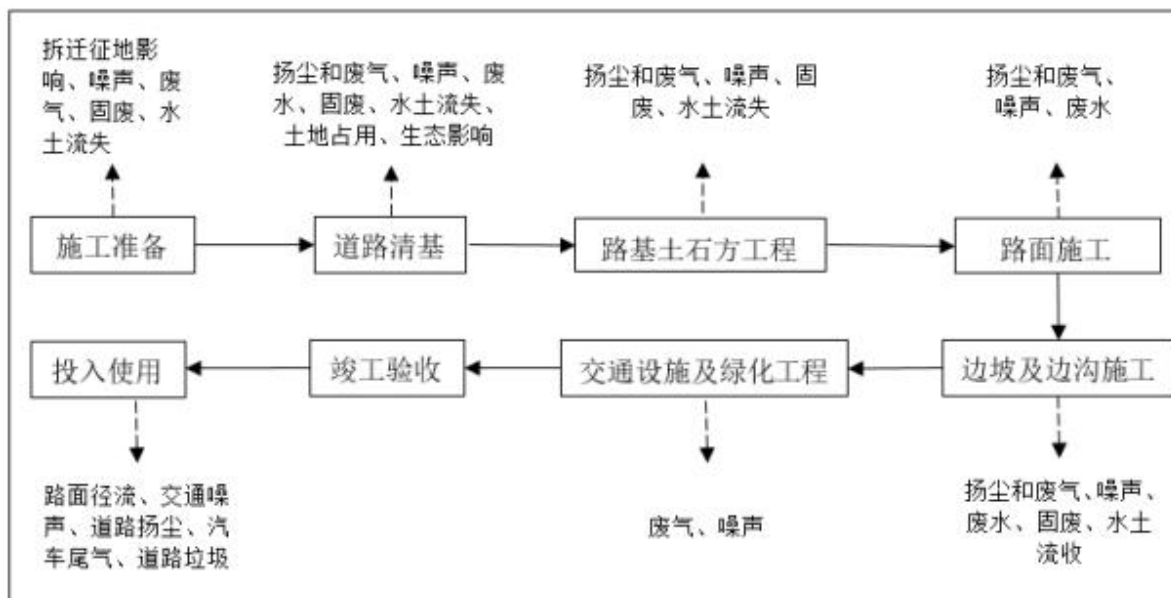 拆迁征地影
响、噪声、废
气、固废、水
土流失
扬尘和废气、噪声、废
水、固废、水土流失、
土地占用、生态影响
扬尘和废气、噪声、固
废、水土流失
扬尘和废气、
噪声、废水
施工准备
道路清基
路基土石方工程
路面施工
投入使用
竣工验收
交通设施及绿化工程
边坡及边沟施工
路面径流、交通噪
声、道路扬尘、汽
车尾气、道路垃圾
废气、噪声
扬尘和废气、噪声、
废水、固废、水土
流收